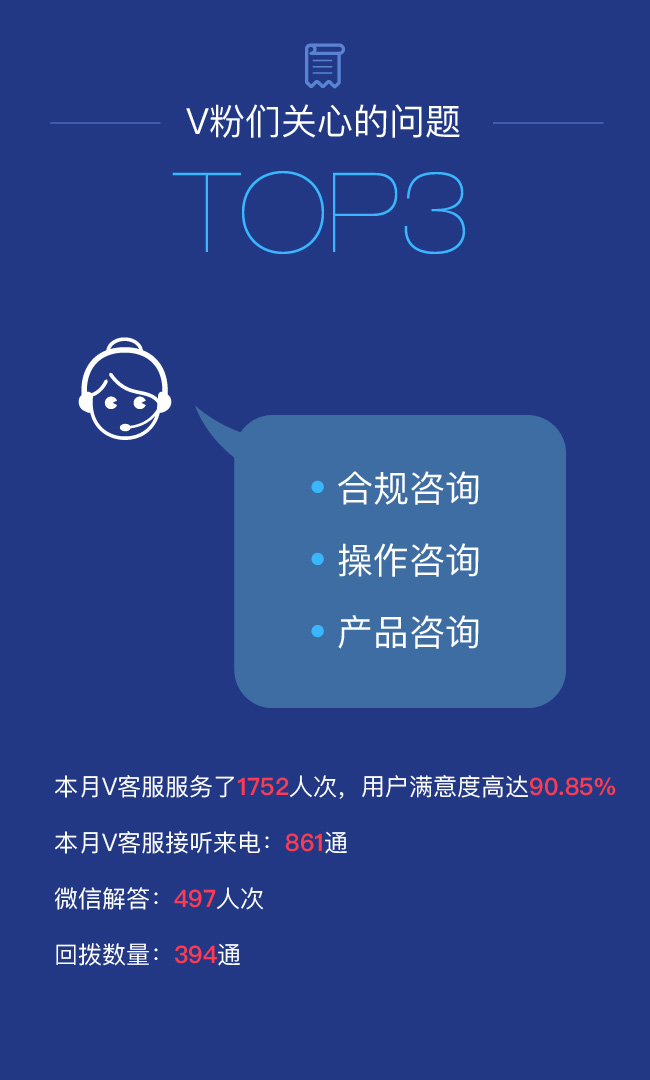 V粉们关心的问题
TOP3
合规咨询
操作咨询
产品咨询
本月V客服服务了1752人次，用户满意度高达90.85%
本月V客服接听来电：861通
微信解答：497人次
回拨数量：394通